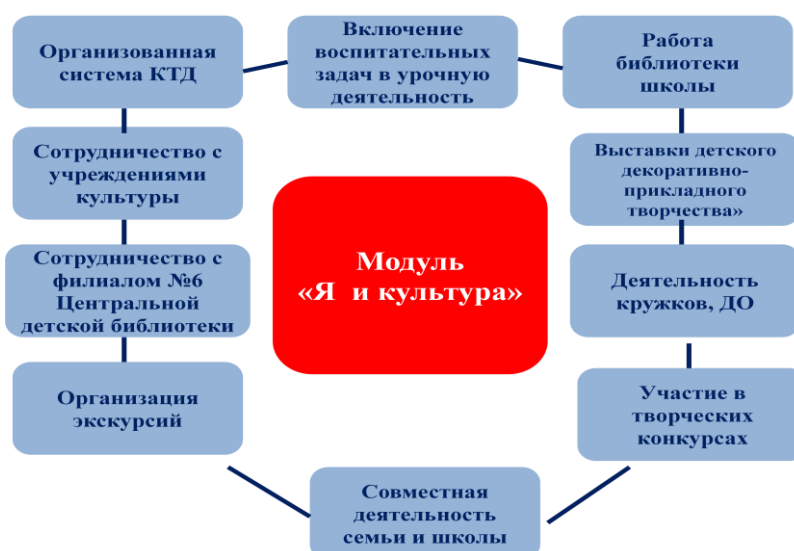 Организованная
система КТД
Включение
воспитательных
задач в урочную
деятельность
Работа
библиотеки
школы
Сотрудничество с
учреждениями
культуры
Выставки детского
декоративно-
прикладного
творчества»
Модуль
«Я и культура»
Сотрудничество с
филиалом №6
Центральной
детской библиотеки
Деятельность
кружков, ДО
Организация
экскурсий
Участие в
творческих
конкурсах
Совместная
деятельность
семьи и школы